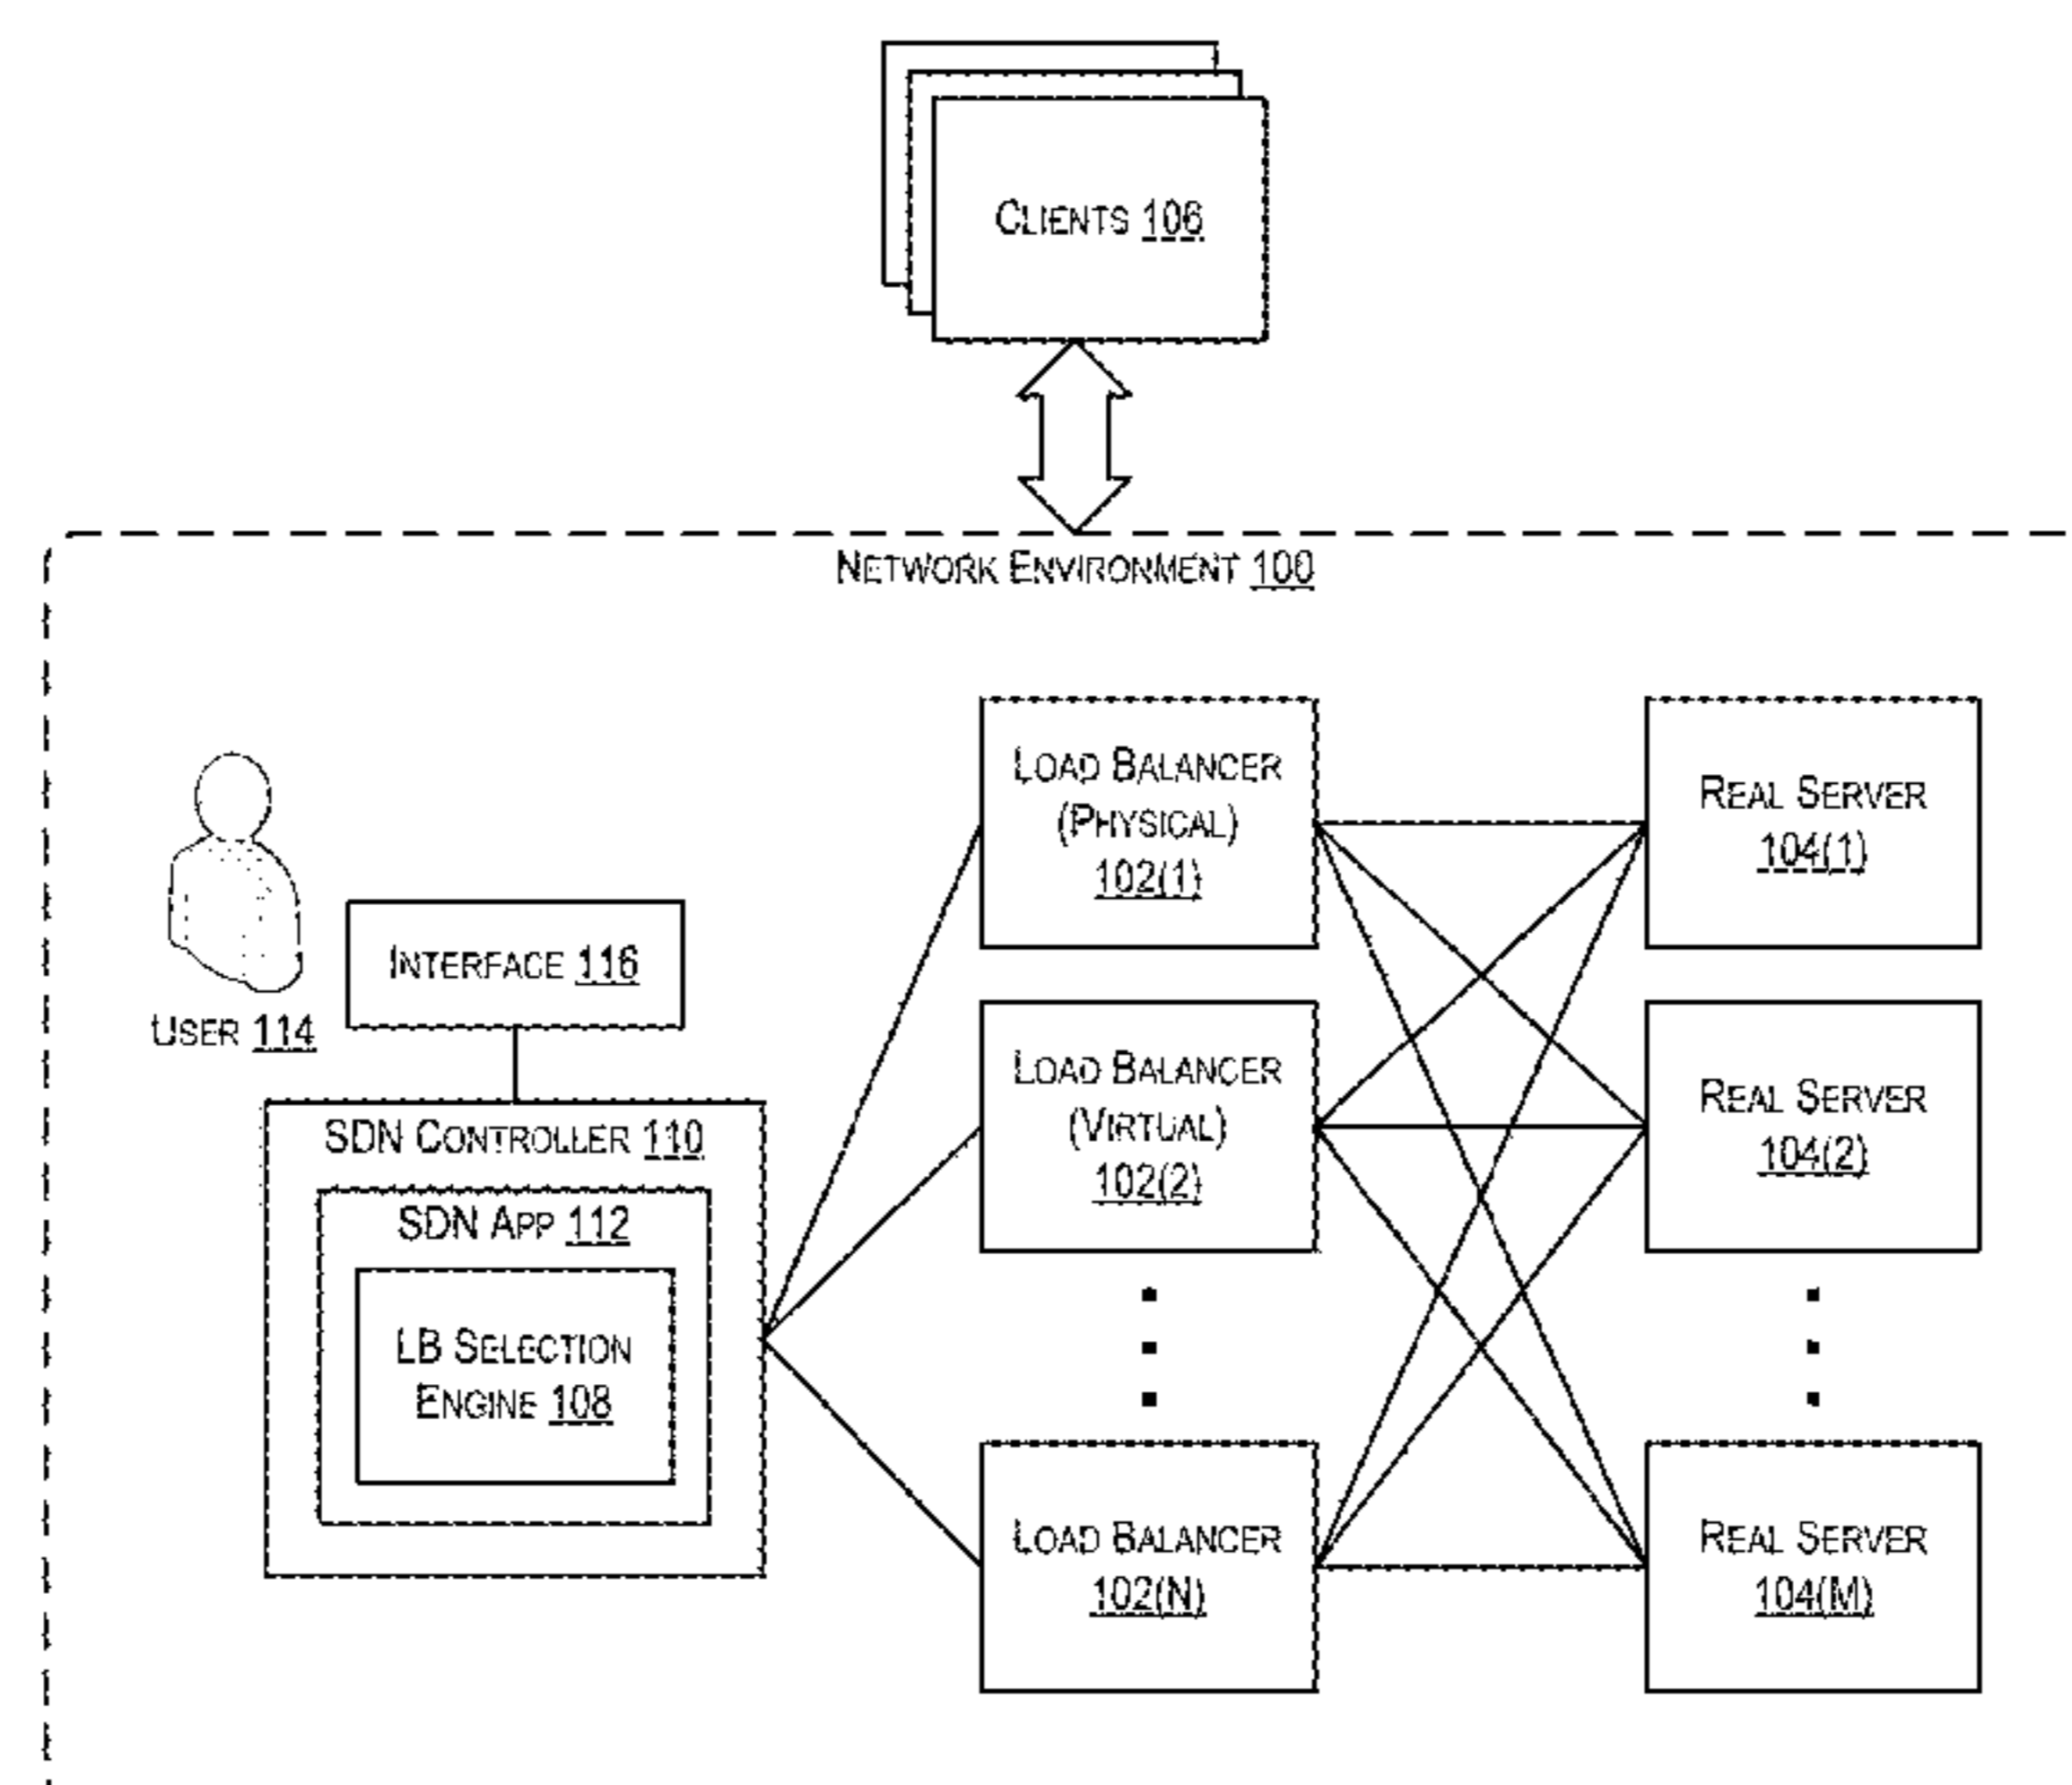 CLIENTS 106
NETWORK ENVIRONMENT 100
USER 114
INTERFACE 116
SDN CONTROLLER 110
SDN APP 112
LB SELECTION
ENGINE 108
LOAD BALANCER
(PHYSICAL)
102(1)
LOAD BALANCER
(VIRTUAL)
102(2)
LOAD BALANCER
102(N)
REAL SERVER
104(1)
REAL SERVER
104(2)
REAL SERVER
104(M)